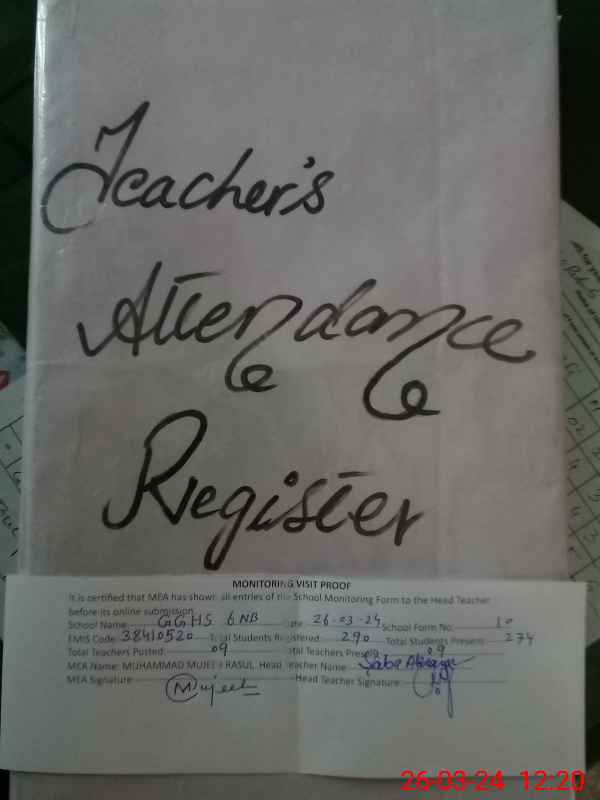 Teacher's
Attendance
Register
MONITORING VISIT PROOF
It is certified that MEA has shown all entries of the School Monitoring Form to the Head Teacher
before its online submission
School Name GGHS 6 NB Date 26-03-24 School Form No: 10
EMIS Code 38410520 Total Students Registered 290 Total Students Present 274
Total Teachers Posted 09 Total Teachers Present 09
MEA Name: MUHAMMAD MUJEEB RASUL Head Teacher Name Saba
MEA Signature Mujeeb Head Teacher Signature
26-03-24 12:20